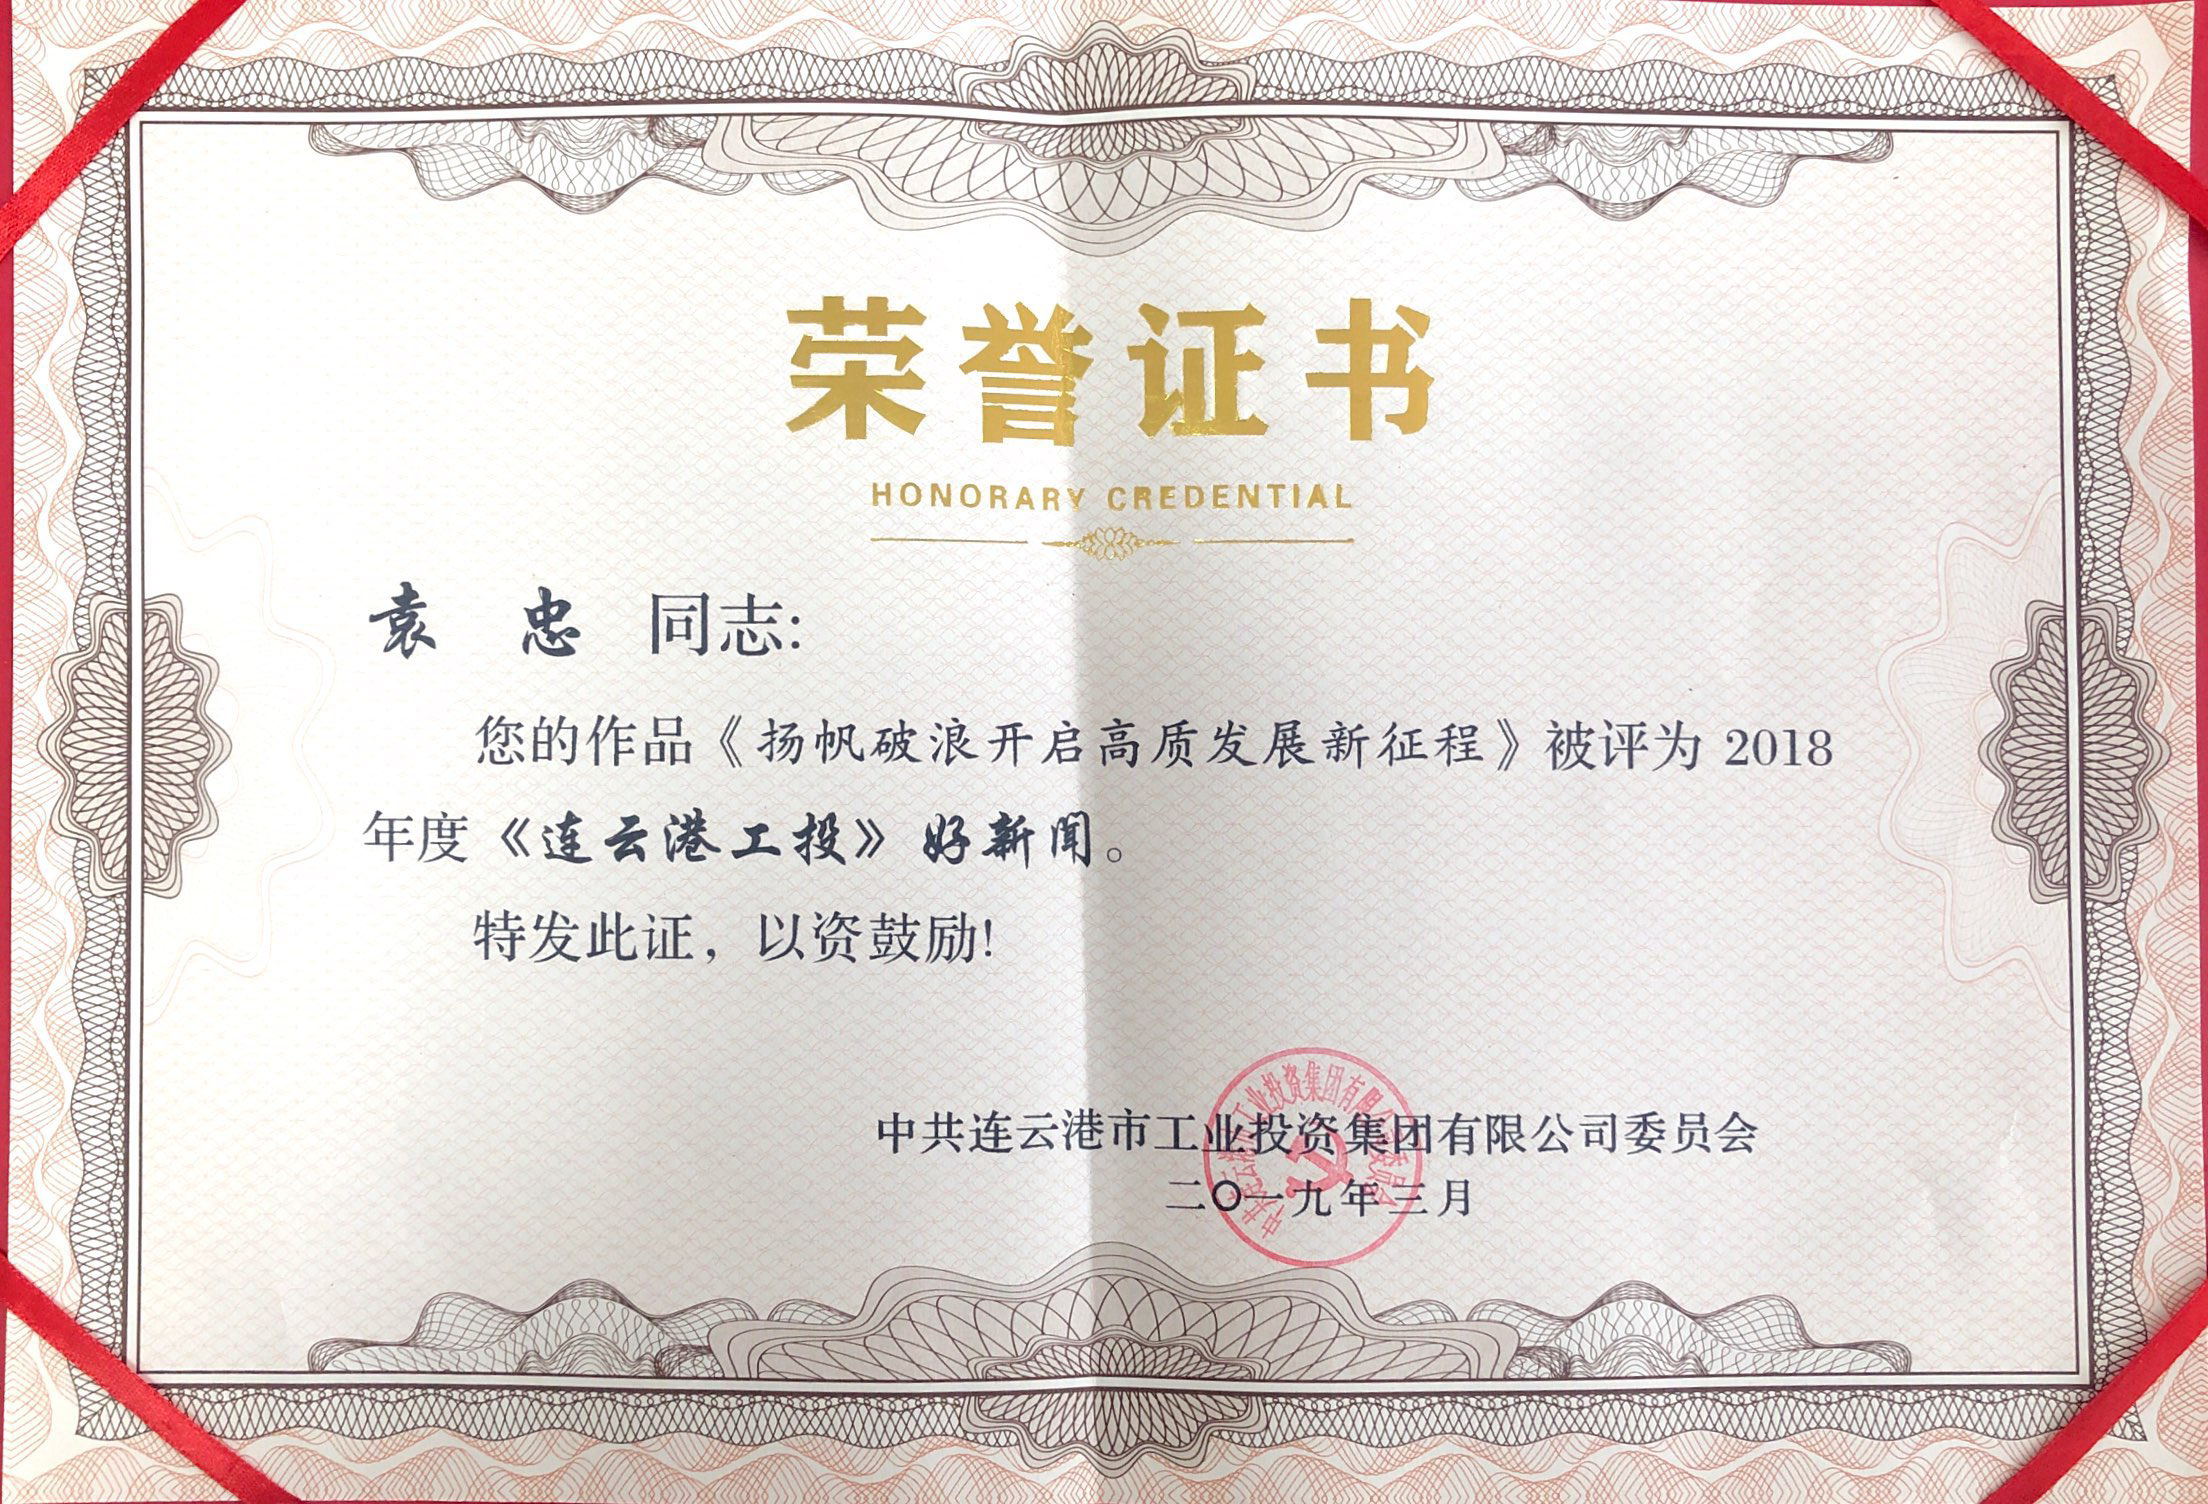 荣誉证书
HONORARY CREDENTIAL
袁 忠 同志:
您的作品《扬帆破浪开启高质发展新征程》被评为 2018
年度《连云港工投》好新闻。
特发此证，以资鼓励!
中共连云港市工业投资集团有限公司委员会
二〇一九年三月